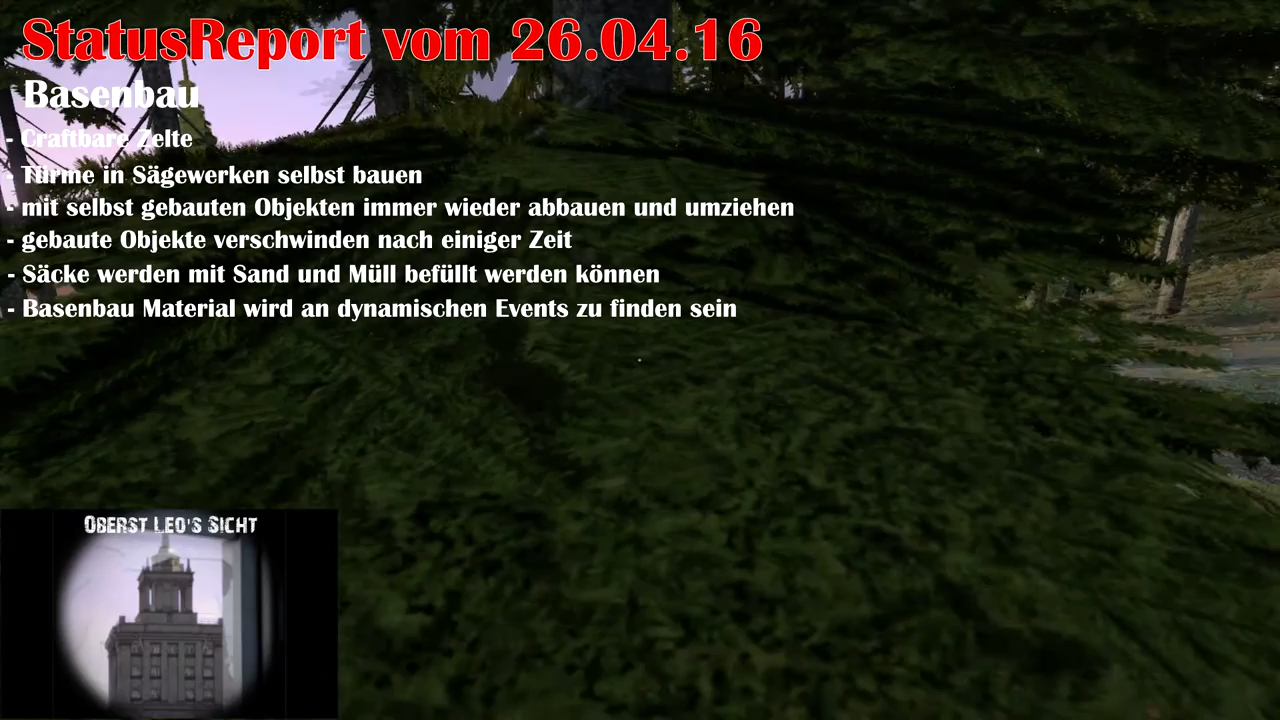 StatusReport vom 26.04.16
Basenbau
- Craftbare Zelte
- Türme in Sägewerken selbst bauen
- mit selbst gebauten Objekten immer wieder abbauen und umziehen
- gebaute Objekte verschwinden nach einiger Zeit
- Säcke werden mit Sand und Müll befüllt werden können
- Basenbau Material wird an dynamischen Events zu finden sein
Oberst Leo's Sicht